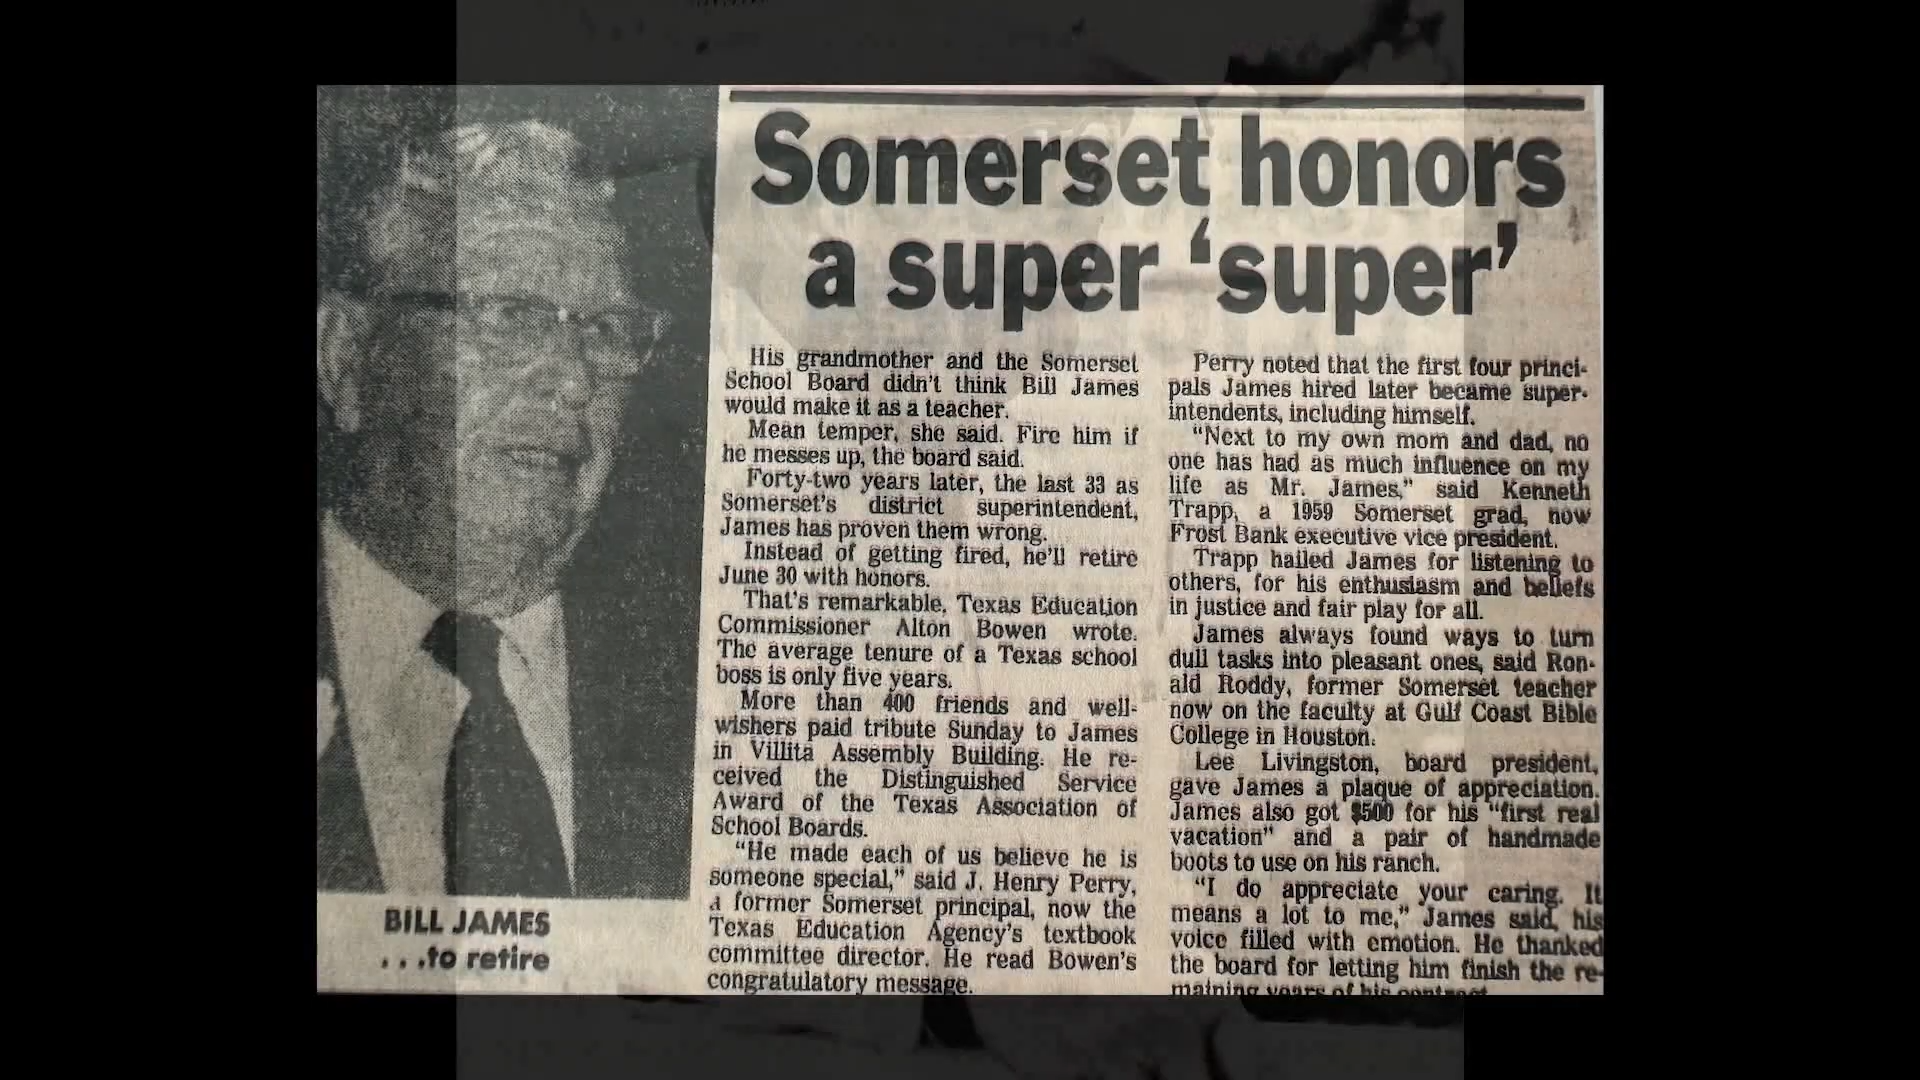 Somerset honors
a super ‘super’
His grandmother and the Somerset
School Board didn't think Bill James
would make it as a teacher.
Mean temper, she said. Fire him if
he messes up, the board said.
Forty-two years later, the last 33 as
Somerset's district superintendent,
James has proven them wrong.
Instead of getting fired, he'll retire
June 30 with honors.
That's remarkable, Texas Education
Commissioner Alton Bowen wrote.
The average tenure of a Texas school
boss is only five years.
More than 400 friends and well-
wishers paid tribute Sunday to James
in Villita Assembly Building. He re-
ceived the Distinguished Service
Award of the Texas Association of
School Boards.
“He made each of us believe he is
someone special,” said J. Henry Perry,
a former Somerset principal, now the
Texas Education Agency's textbook
committee director. He read Bowen's
congratulatory message.
Perry noted that the first four princi-
pals James hired later became super-
intendents, including himself.
“Next to my own mom and dad, no
one has had as much influence on my
life as Mr. James,” said Kenneth
Trapp, a 1959 Somerset grad, now
Frost Bank executive vice president.
Trapp hailed James for listening to
others, for his enthusiasm and beliefs
in justice and fair play for all.
James always found ways to turn
dull tasks into pleasant ones, said Ron-
ald Roddy, former Somerset teacher
now on the faculty at Gulf Coast Bible
College in Houston.
Lee Livingston, board president,
gave James a plaque of appreciation.
James also got $500 for his “first real
vacation” and a pair of handmade
boots to use on his ranch.
“I do appreciate your caring. It
means a lot to me,” James said, his
voice filled with emotion. He thanked
the board for letting him finish the re-
maining years of his contract
BILL JAMES
. . .to retire